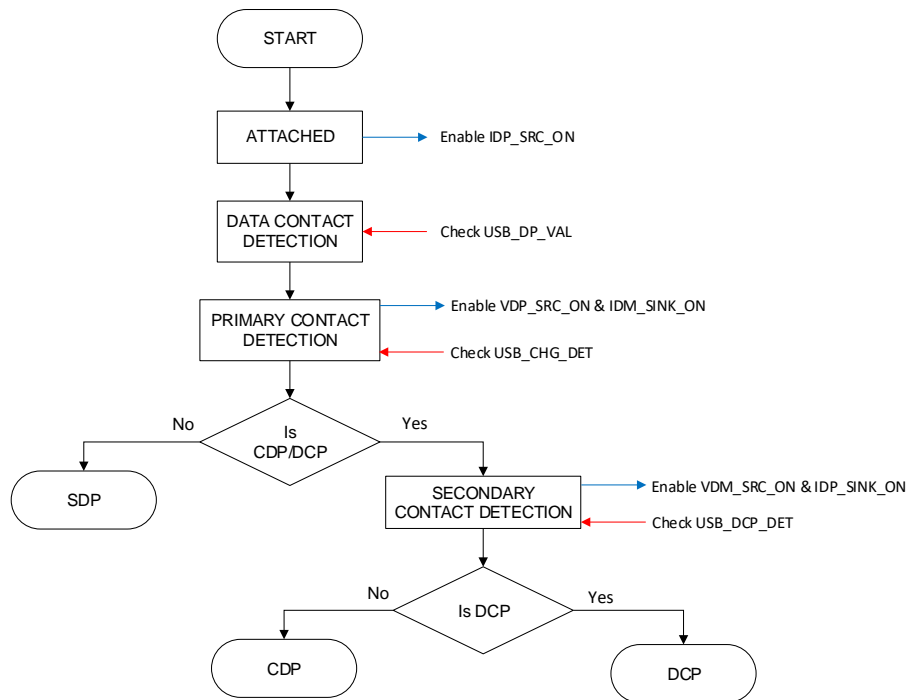 START
ATTACHED
Enable IDP_SRC_ON
DATA CONTACT
DETECTION
Check USB_DP_VAL
Enable VDP_SRC_ON & IDM_SINK_ON
PRIMARY CONTACT
DETECTION
Check USB_CHG_DET
No
Is
CDP/DCP
Yes
SDP
SECONDARY
CONTACT DETECTION
Enable VDM_SRC_ON & IDP_SINK_ON
Check USB_DCP_DET
No
Is DCP
Yes
CDP
DCP